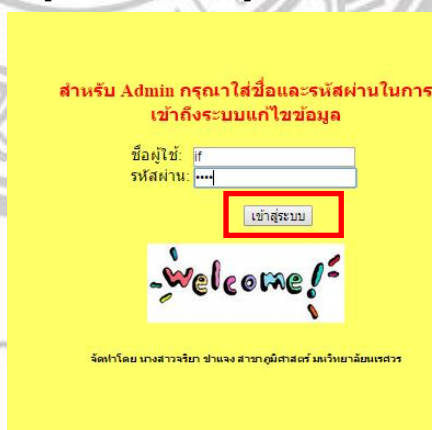 สำหรับ Admin กรุณาใส่ชื่อและรหัสผ่านในการ
เข้าถึงระบบแก้ไขข้อมูล
ชื่อผู้ใช้: if
รหัสผ่าน: ••••
เข้าสู่ระบบ
welcome!
จัดทำโดย นางสาวจริยา ขำแจง สาขาภูมิศาสตร์ มหวิทยาลัยนเรศวร